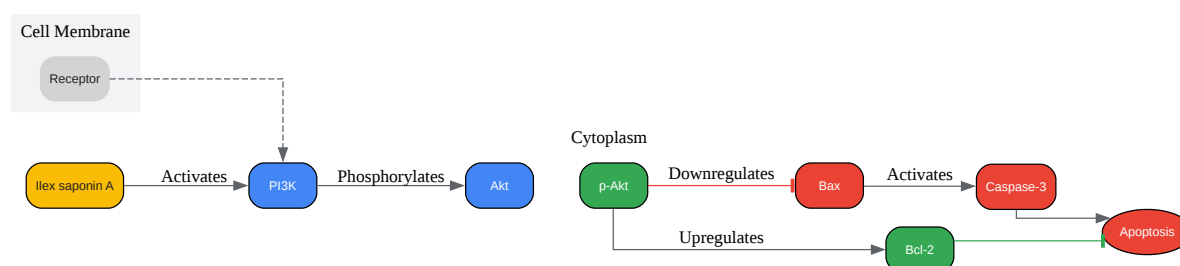 Cell Membrane
Receptor
Cytoplasm
Ilex saponin A
Activates
PI3K
Phosphorylates
Akt
p-Akt
Downregulates
Bax
Activates
Caspase-3
Upregulates
Bcl-2
Apoptosis